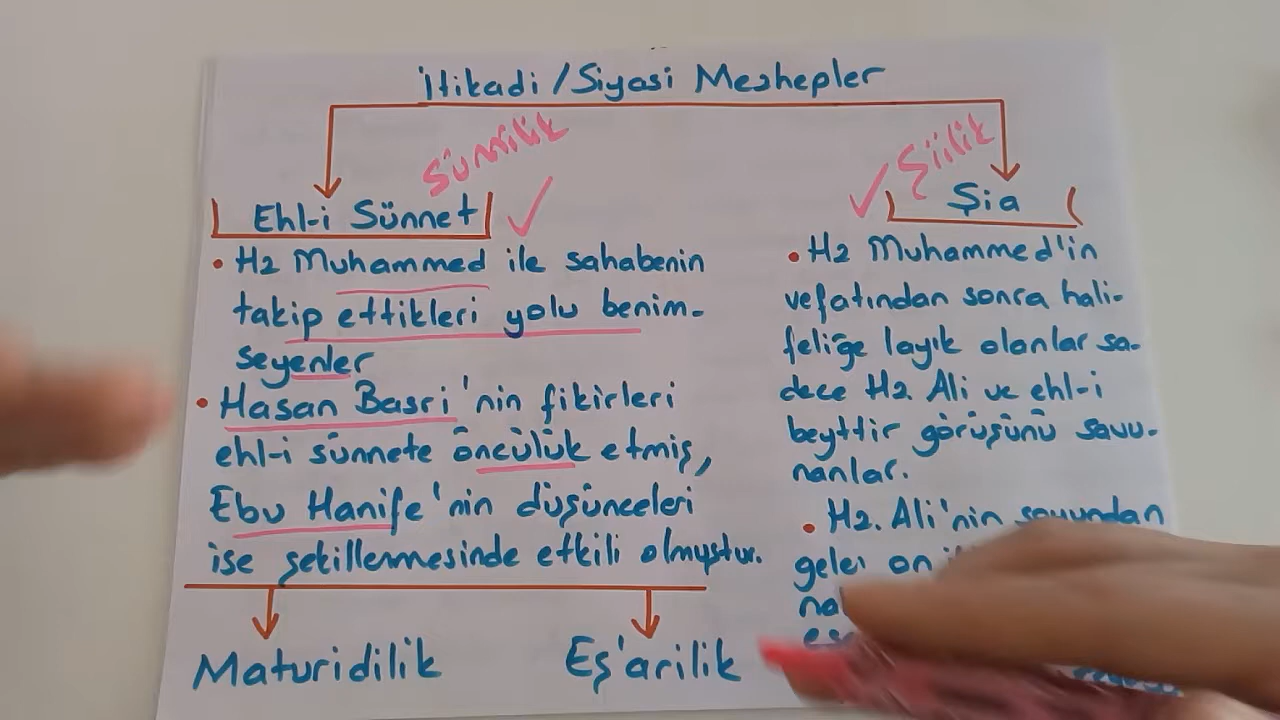 İtikadi / Siyasi Mezhepler
Sünnilik
Ehl-i Sünnet
• Hz Muhammed ile sahabenin
takip ettikleri yolu benim-
seyenler
• Hasan Basri'nin fikirleri
ehl-i sünnete öncülük etmiş,
Ebu Hanife'nin düşünceleri
ise şekillenmesinde etkili olmuştur.
Maturidilik
Eş'arilik
Şiilik
Şia
• Hz Muhammed'in
vefatından sonra hali-
feliğe layık olanlar sa-
dece Hz. Ali ve ehl-i
beyttir görüşünü savu-
nanlar.
• Hz. Ali'nin soyundan